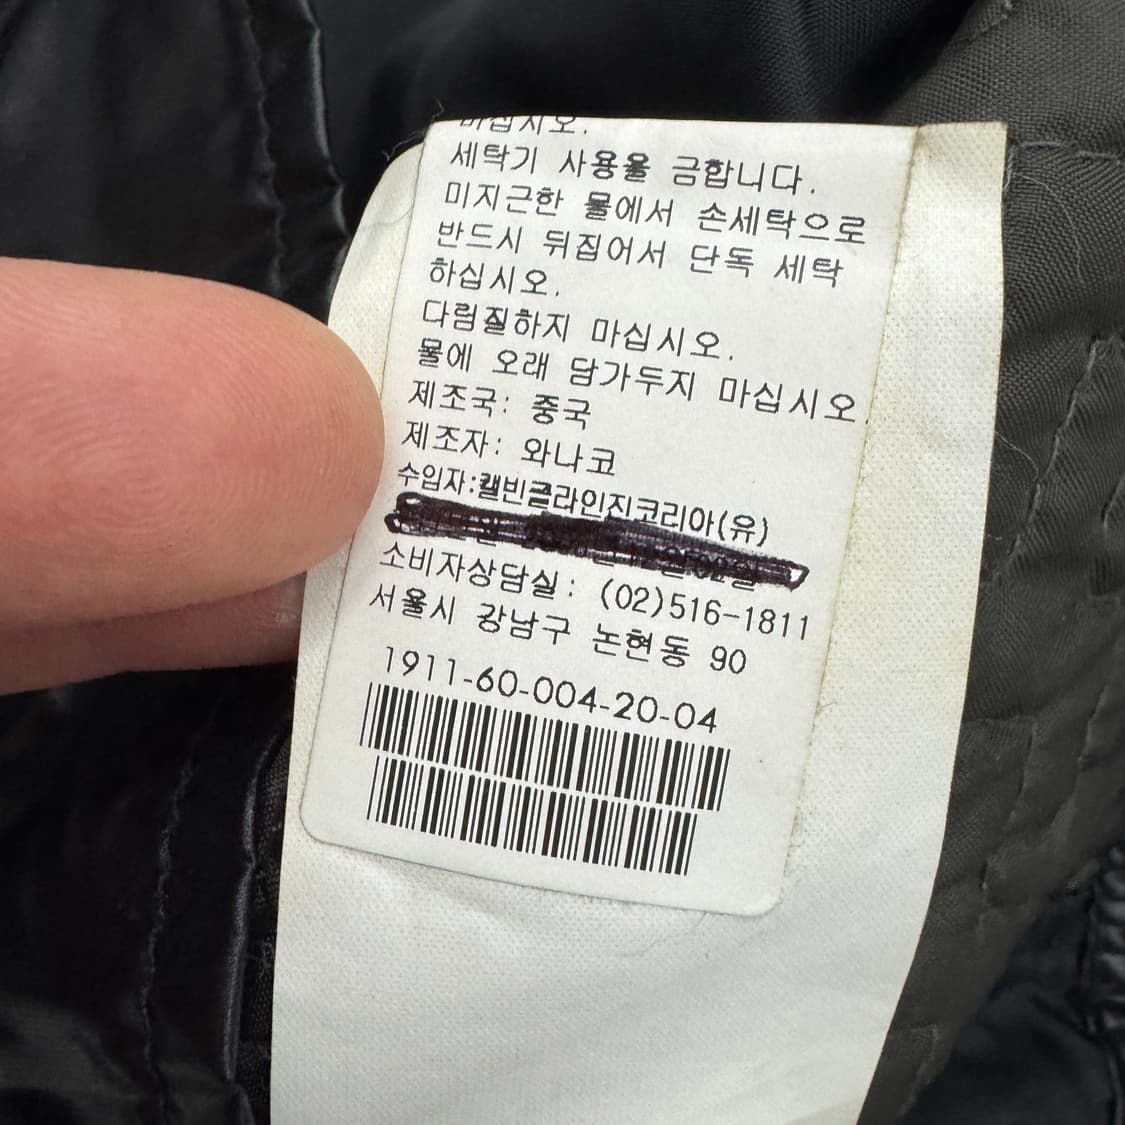 마십시오.
세탁기 사용을 금합니다.
미지근한 물에서 손세탁으로
반드시 뒤집어서 단독 세탁
하십시오.
다림질하지 마십시오.
물에 오래 담가두지 마십시오.
제조국: 중국
제조자: 와나코
수입자:캘빈클라인진코리아(유)
소비자상담실: (02)516-1811
서울시 강남구 논현동 90
1911-60-004-20-04